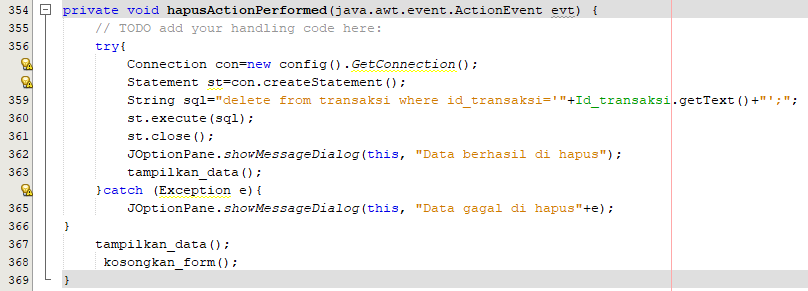 354 private void hapusActionPerformed(java.awt.event.ActionEvent evt) {
355 // TODO add your handling code here:
356 try{
Connection con=new config().GetConnection();
Statement st=con.createStatement();
359 String sql="delete from transaksi where id_transaksi='"+Id_transaksi.getText()+"';";
360 st.execute(sql);
361 st.close();
362 JOptionPane.showMessageDialog(this, "Data berhasil di hapus");
363 tampilkan_data();
}catch (Exception e){
365 JOptionPane.showMessageDialog(this, "Data gagal di hapus"+e);
366 }
367 tampilkan_data();
368 kosongkan_form();
369 }